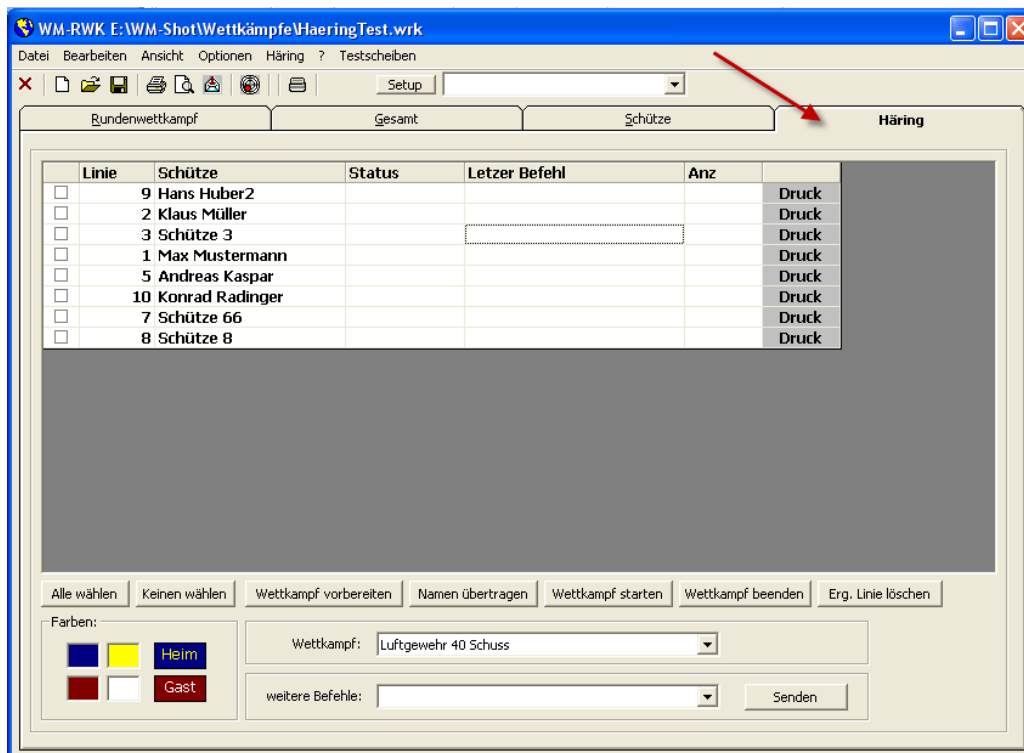 WM-RWK E:\WM-Shot\Wettkämpfe\HaeringTest.wrk
Datei Bearbeiten Ansicht Optionen Häring ? Testscheiben
Setup
Rundenwettkampf Gesamt Schütze Häring
Linie Schütze Status Letzer Befehl Anz
9 Hans Huber2 Druck
2 Klaus Müller Druck
3 Schütze 3 Druck
1 Max Mustermann Druck
5 Andreas Kaspar Druck
10 Konrad Radinger Druck
7 Schütze 66 Druck
8 Schütze 8 Druck
Alle wählen Keinen wählen Wettkampf vorbereiten Namen übertragen Wettkampf starten Wettkampf beenden Erg. Linie löschen
Farben:
Heim
Gast
Wettkampf: Luftgewehr 40 Schuss
weitere Befehle: Senden